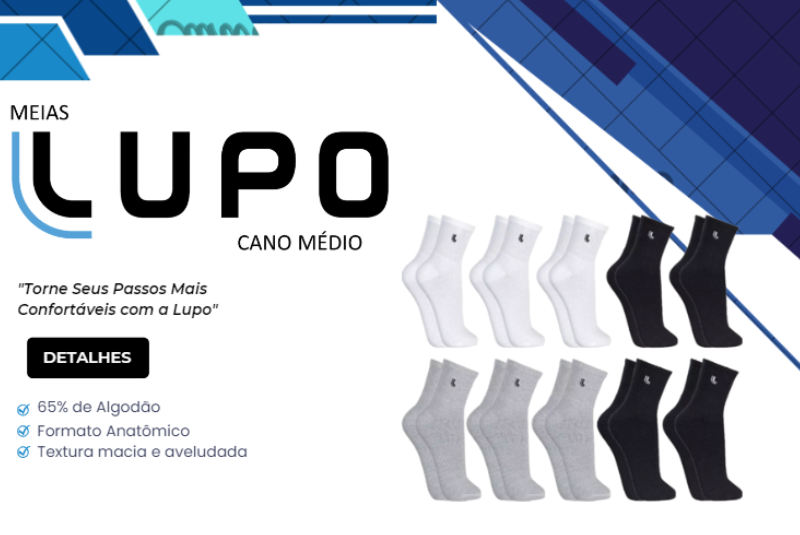 MEIAS
LUPO
CANO MÉDIO
"Torne Seus Passos Mais
Confortáveis com a Lupo"
DETALHES
65% de Algodão
Formato Anatômico
Textura macia e aveludada